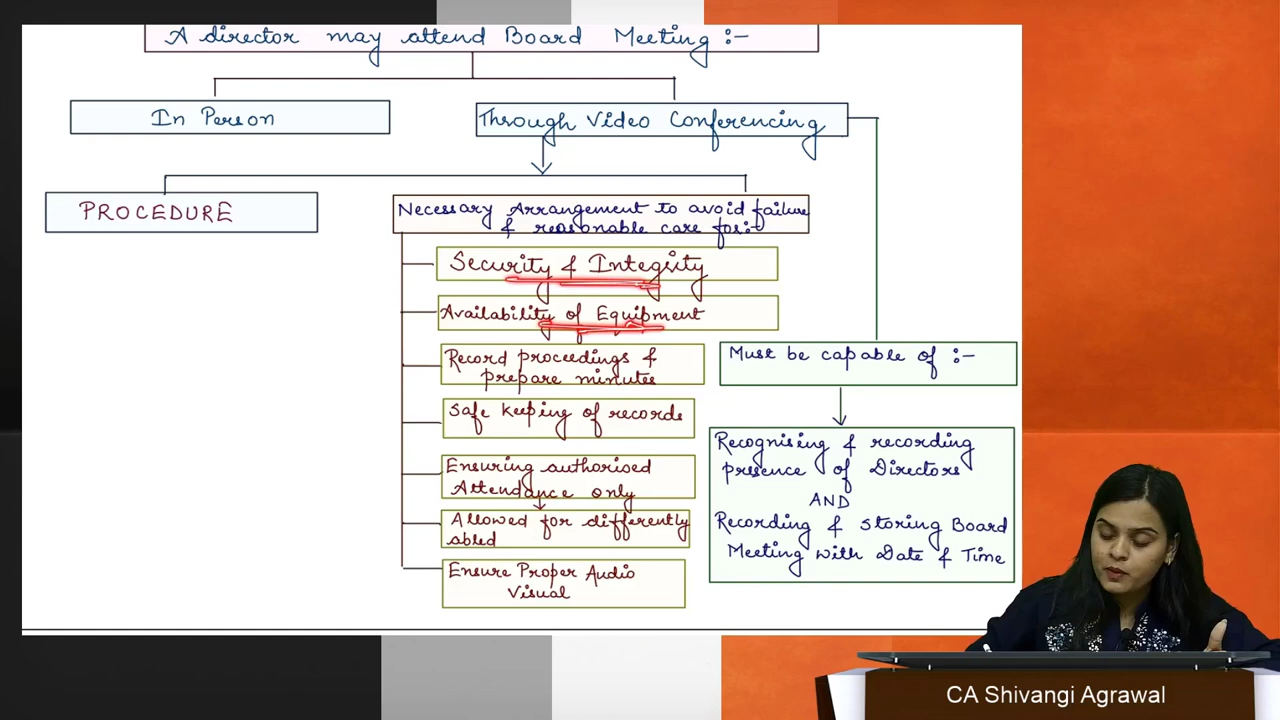 A director may attend Board Meeting :-
In Person
Through Video Conferencing
PROCEDURE
Necessary Arrangement to avoid failure
& reasonable care for:-
Security & Integrity
Availability of Equipment
Record proceedings &
prepare minutes
Safe keeping of records
Ensuring authorised
Attendance only
Allowed for differently
abled
Ensure Proper Audio
Visual
Must be capable of :-
Recognising & recording
presence of Directors
AND
Recording & storing Board
Meeting with Date & Time
CA Shivangi Agrawal